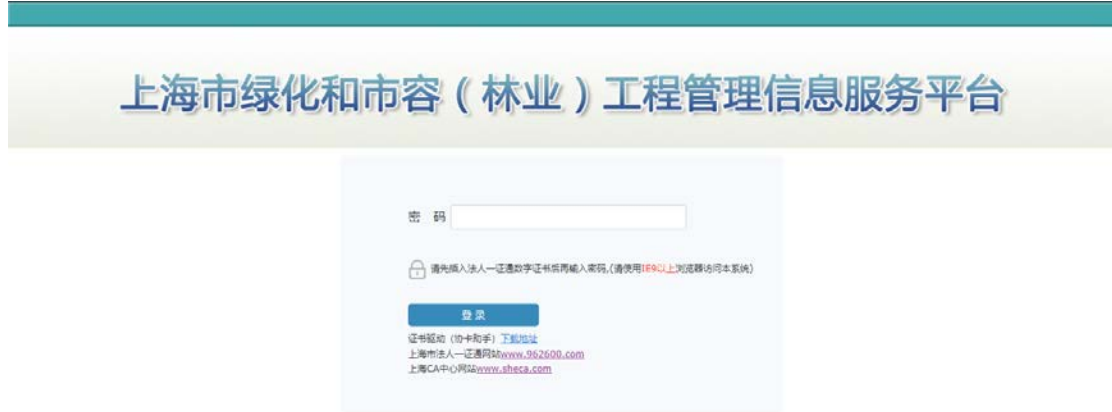 上海市绿化和市容（林业）工程管理信息服务平台
密 码
请先插入法人一证通数字证书后再输入密码,(请使用IE9以上浏览器访问本系统)
登 录
证书驱动（协卡助手）下载地址
上海市法人一证通网站www.962600.com
上海CA中心网站www.sheca.com